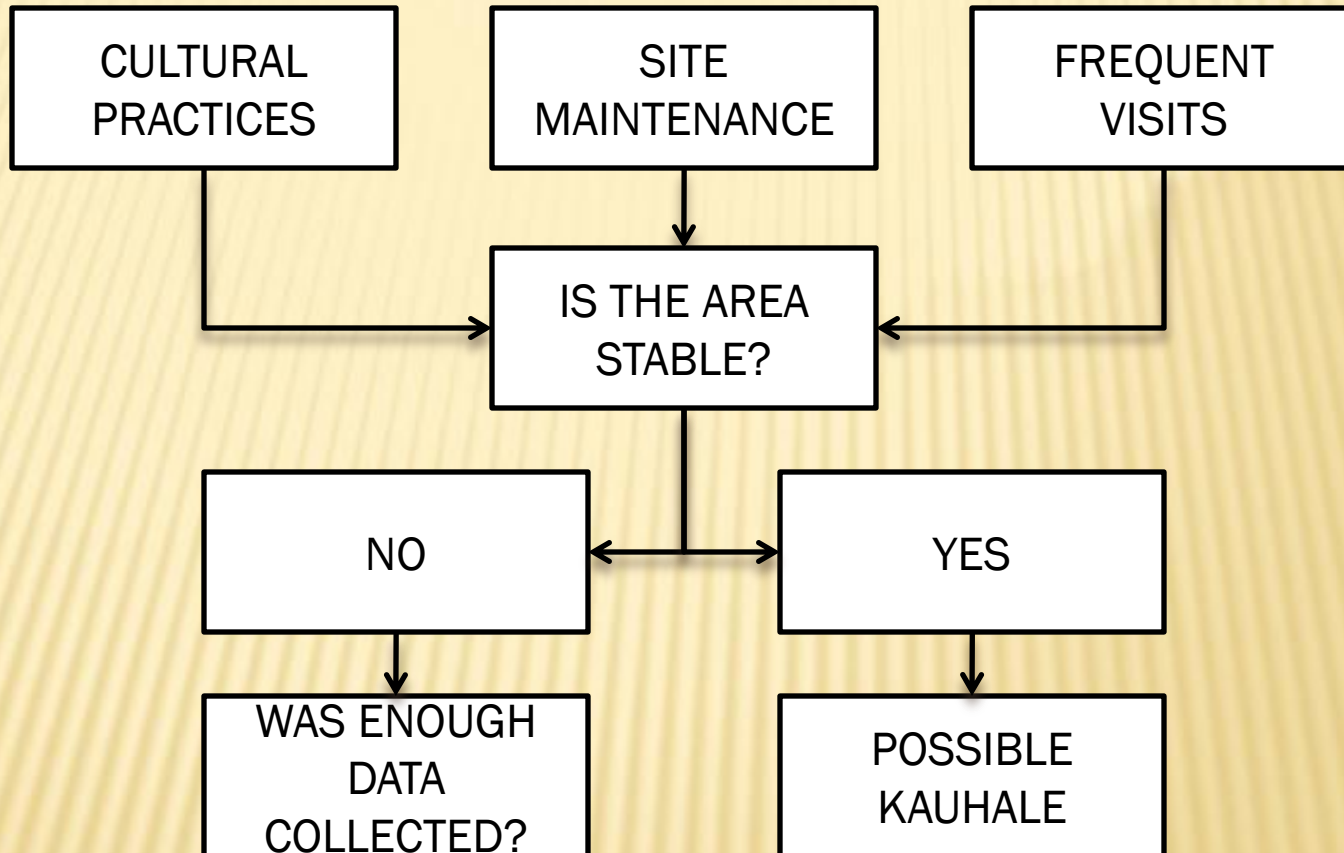 CULTURAL
PRACTICES
SITE
MAINTENANCE
FREQUENT
VISITS
IS THE AREA
STABLE?
NO
YES
WAS ENOUGH
DATA
COLLECTED?
POSSIBLE
KAUHALE